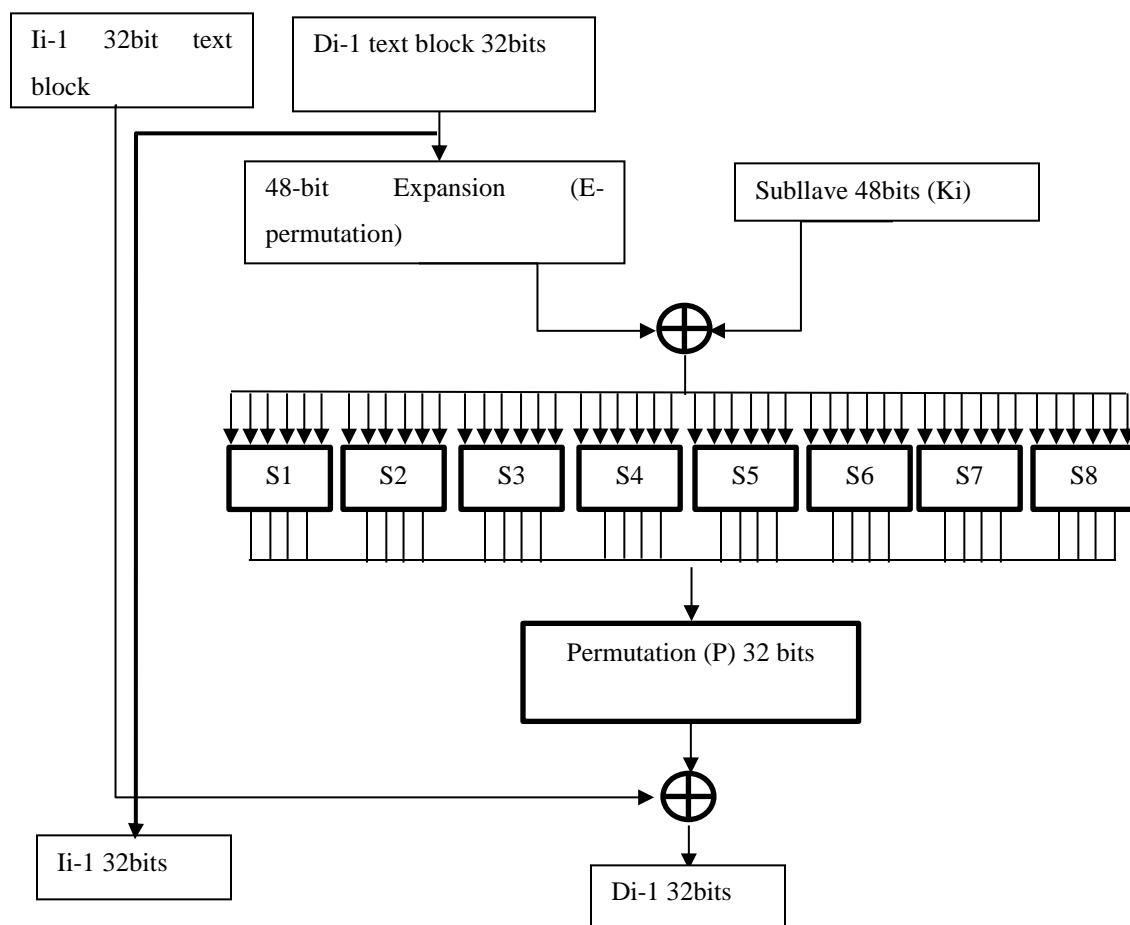 Ii-1 32bit text
block
Di-1 text block 32bits
48-bit Expansion (E-
permutation)
Subllave 48bits (Ki)
S1 S2 S3 S4 S5 S6 S7 S8
Permutation (P) 32 bits
Ii-1 32bits
Di-1 32bits